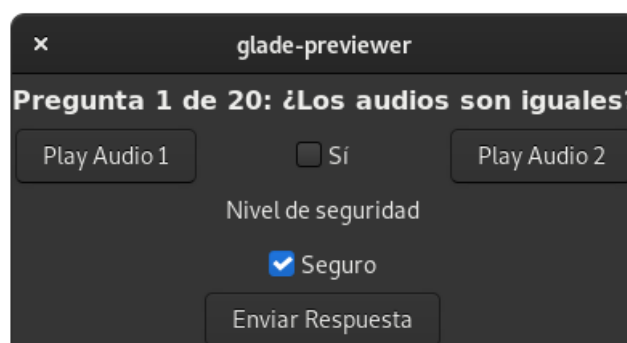 × glade-previewer
Pregunta 1 de 20: ¿Los audios son iguales?
Play Audio 1 Sí Play Audio 2
Nivel de seguridad
Seguro
Enviar Respuesta